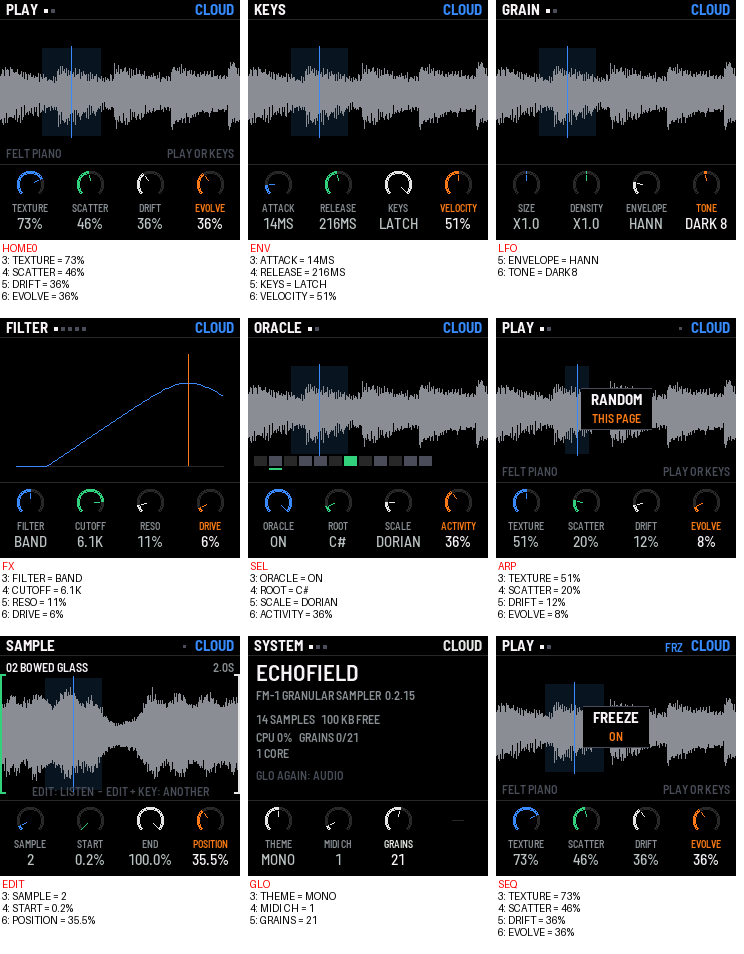 PLAY CLOUD
FELT PIANO PLAY OR KEYS
TEXTURE SCATTER DRIFT EVOLVE
73% 46% 36% 36%
HOME0
3: TEXTURE = 73%
4: SCATTER = 46%
5: DRIFT = 36%
6: EVOLVE = 36%
KEYS CLOUD
ATTACK RELEASE KEYS VELOCITY
14MS 216MS LATCH 51%
ENV
3: ATTACK = 14MS
4: RELEASE = 216MS
5: KEYS = LATCH
6: VELOCITY = 51%
GRAIN CLOUD
SIZE DENSITY ENVELOPE TONE
X1.0 X1.0 HANN DARK 8
LFO
5: ENVELOPE = HANN
6: TONE = DARK 8
FILTER CLOUD
FILTER CUTOFF RESO DRIVE
BAND 6.1K 11% 6%
FX
3: FILTER = BAND
4: CUTOFF = 6.1K
5: RESO = 11%
6: DRIVE = 6%
ORACLE CLOUD
ORACLE ROOT SCALE ACTIVITY
ON C# DORIAN 36%
SEL
3: ORACLE = ON
4: ROOT = C#
5: SCALE = DORIAN
6: ACTIVITY = 36%
PLAY CLOUD
RANDOM
THIS PAGE
FELT PIANO PLAY OR KEYS
TEXTURE SCATTER DRIFT EVOLVE
51% 20% 12% 8%
ARP
3: TEXTURE = 51%
4: SCATTER = 20%
5: DRIFT = 12%
6: EVOLVE = 8%
SAMPLE CLOUD
02 BOWED GLASS 2.0S
EDIT: LISTEN - EDIT + KEY: ANOTHER
SAMPLE START END POSITION
2 0.2% 100.0% 35.5%
EDIT
3: SAMPLE = 2
4: START = 0.2%
6: POSITION = 35.5%
SYSTEM CLOUD
ECHOFIELD
FM-1 GRANULAR SAMPLER 0.2.15
14 SAMPLES 100 KB FREE
CPU 0% GRAINS 0/21
1 CORE
GLO AGAIN: AUDIO
THEME MIDI CH GRAINS
MONO 1 21
GLO
3: THEME = MONO
4: MIDI CH = 1
5: GRAINS = 21
PLAY FRZ CLOUD
FREEZE
ON
FELT PIANO PLAY OR KEYS
TEXTURE SCATTER DRIFT EVOLVE
73% 46% 36% 36%
SEQ
3: TEXTURE = 73%
4: SCATTER = 46%
5: DRIFT = 36%
6: EVOLVE = 36%